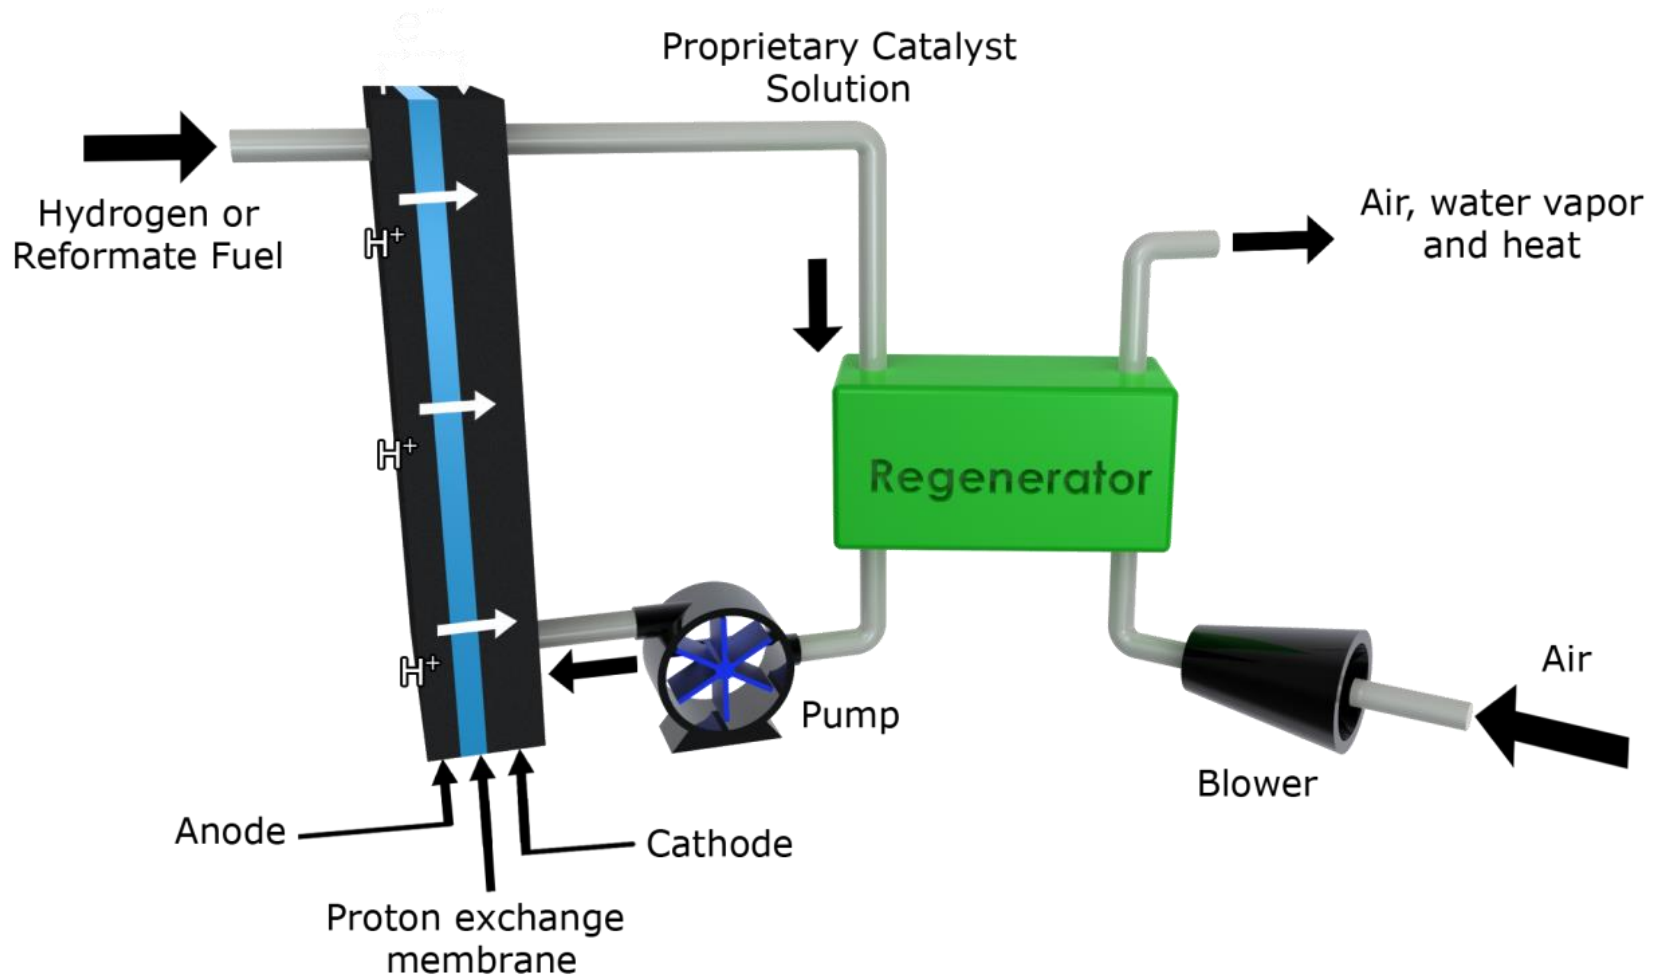 e⁻
Proprietary Catalyst
Solution
Hydrogen or
Reformate Fuel
Air, water vapor
and heat
H⁺
H⁺
H⁺
Regenerator
Air
Pump
Blower
Anode
Cathode
Proton exchange
membrane